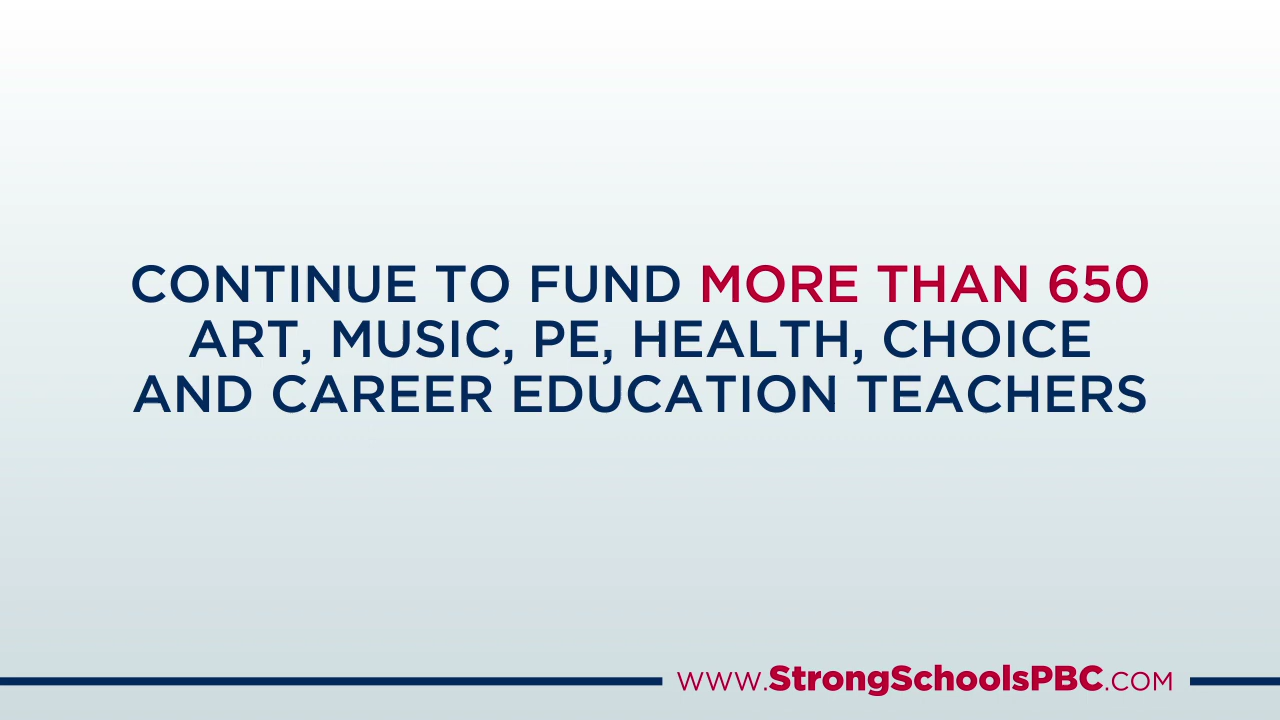 CONTINUE TO FUND MORE THAN 650
ART, MUSIC, PE, HEALTH, CHOICE
AND CAREER EDUCATION TEACHERS
WWW.StrongSchoolsPBC.COM